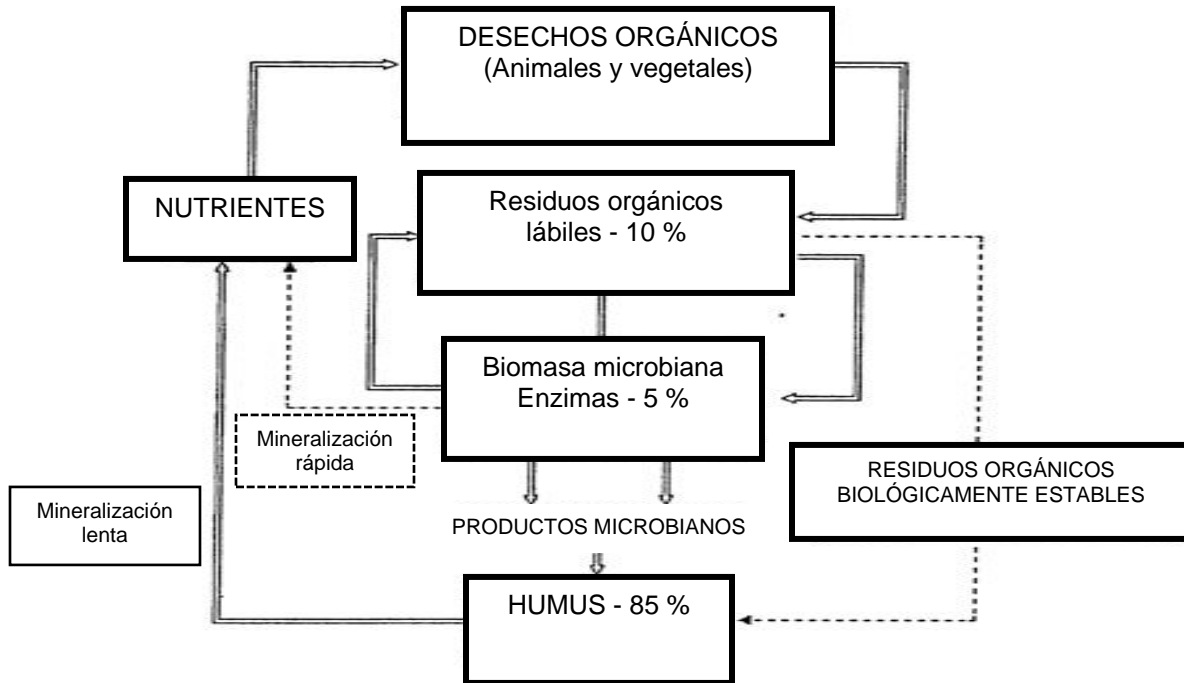 DESECHOS ORGÁNICOS
(Animales y vegetales)
NUTRIENTES
Residuos orgánicos
lábiles - 10 %
Biomasa microbiana
Enzimas - 5 %
Mineralización
rápida
RESIDUOS ORGÁNICOS
BIOLÓGICAMENTE ESTABLES
Mineralización
lenta
PRODUCTOS MICROBIANOS
HUMUS - 85 %